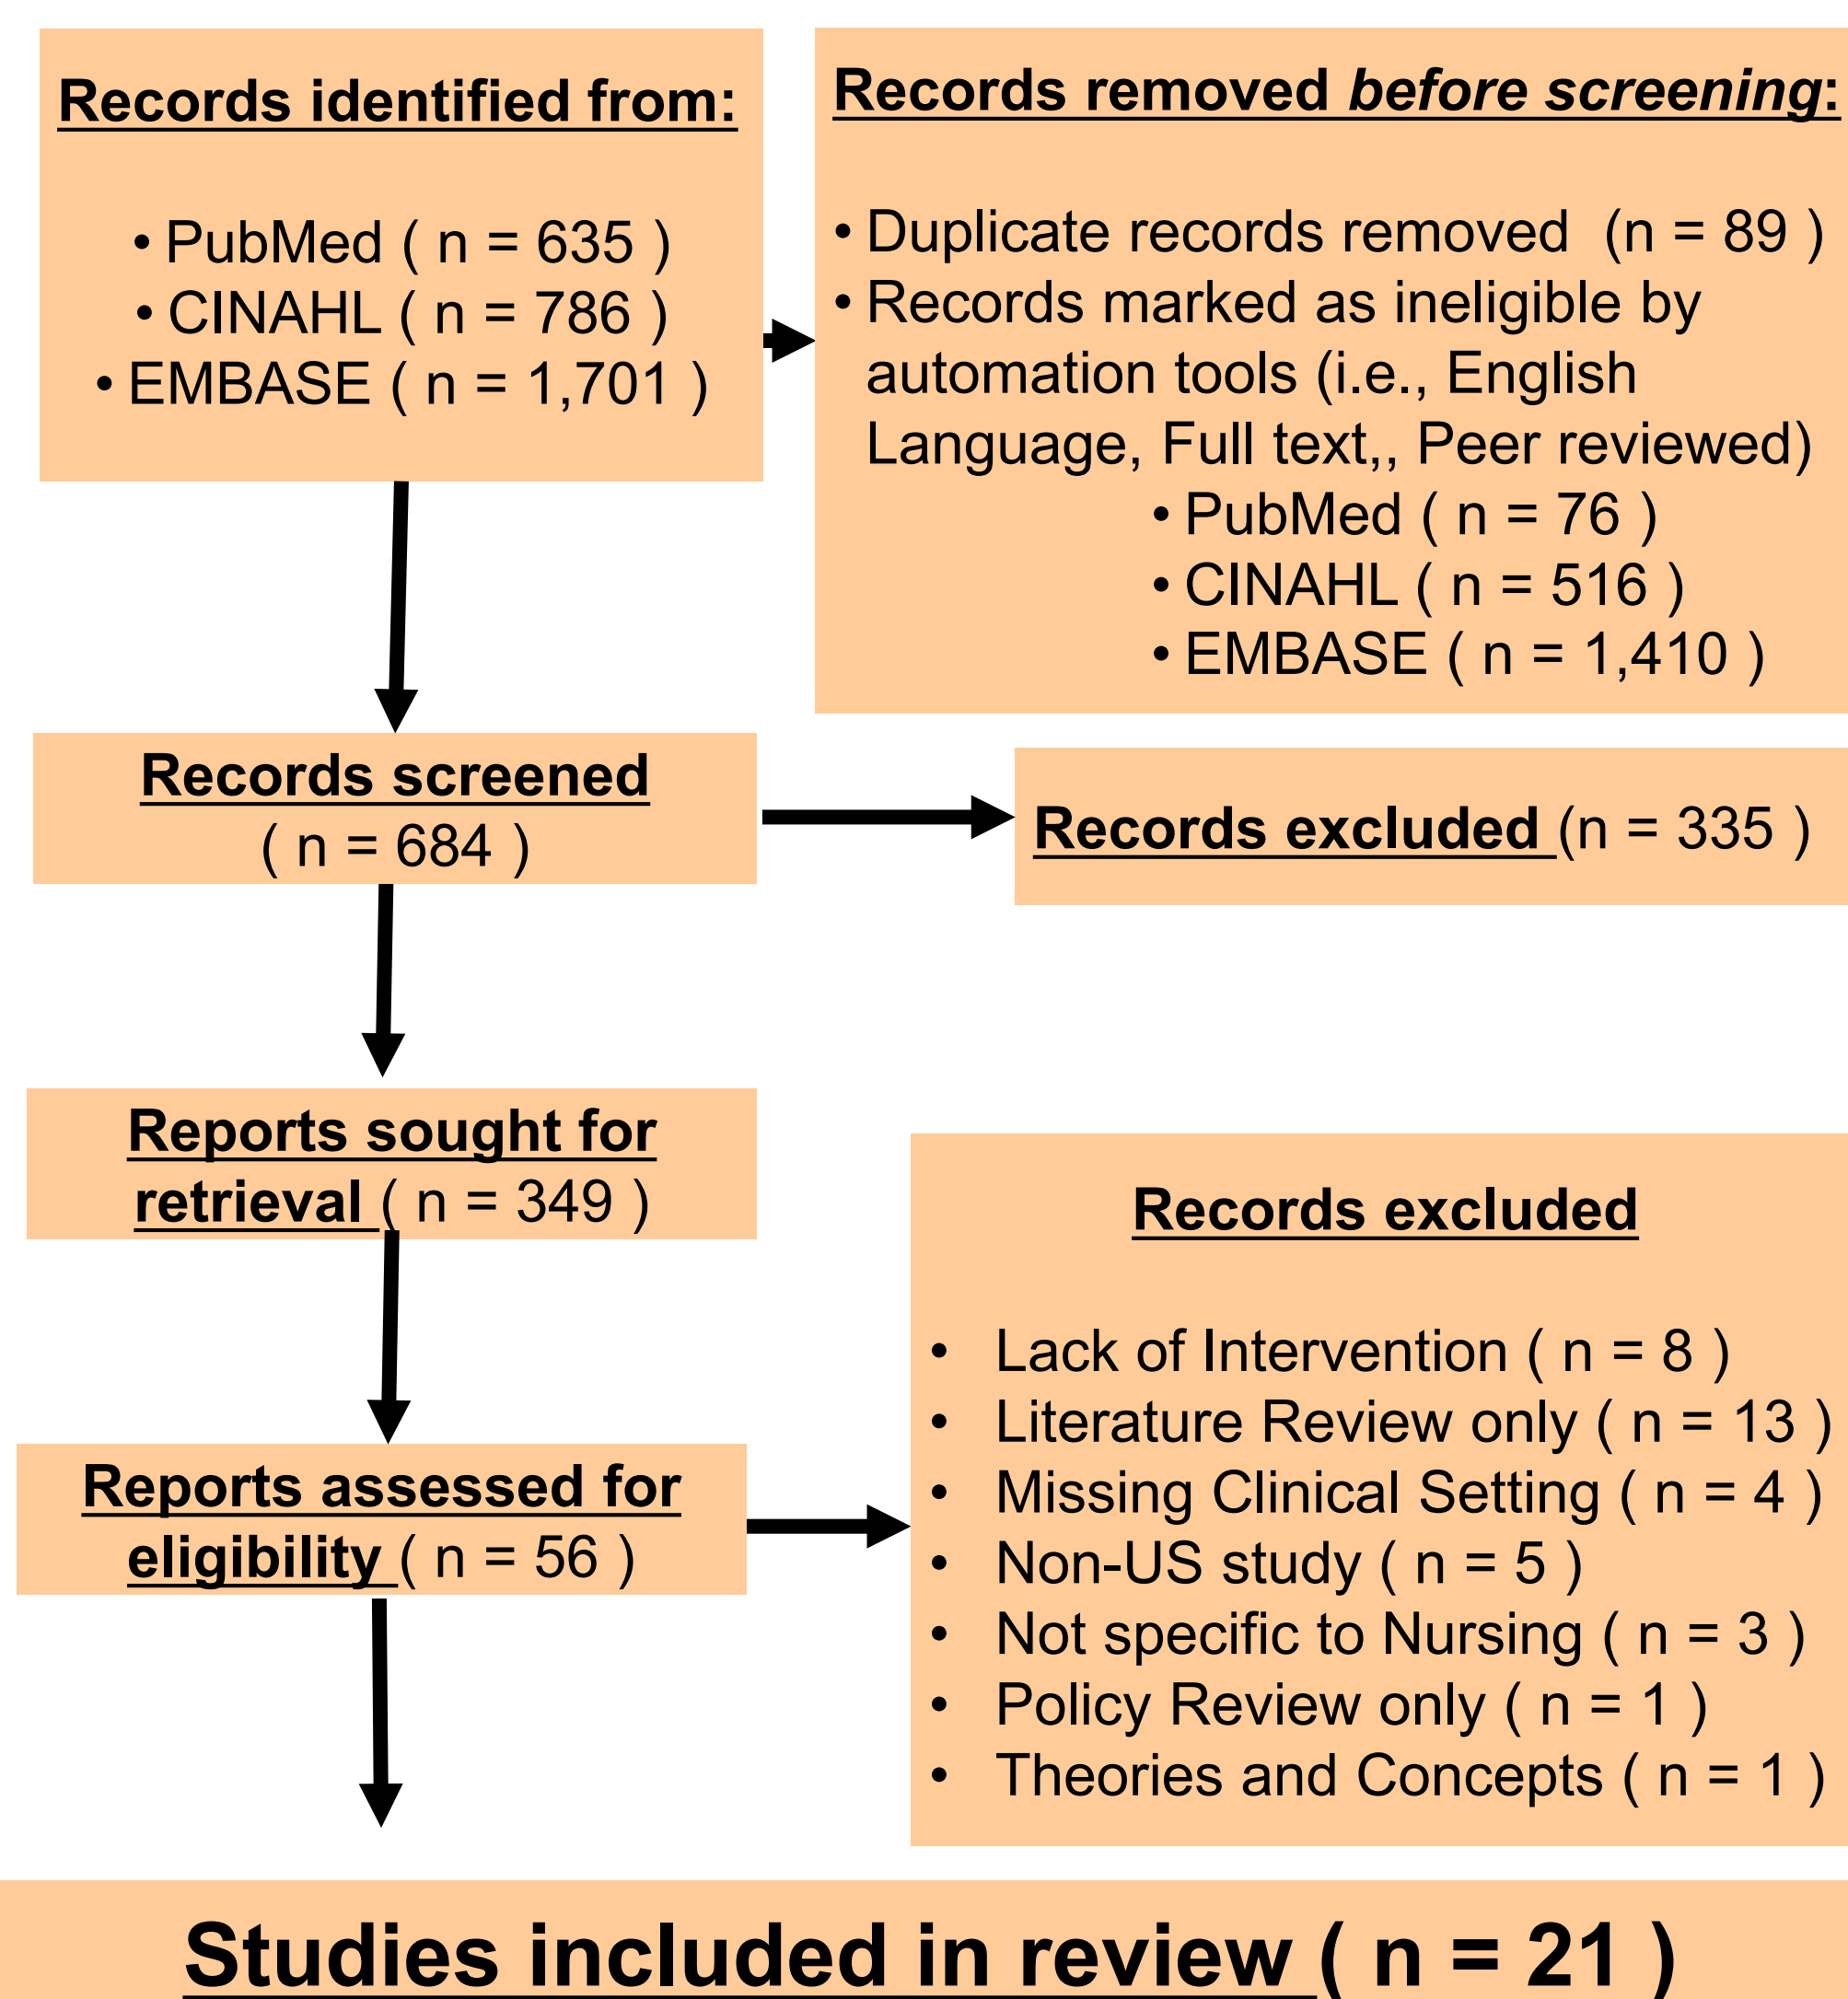 Records identified from:
• PubMed ( n = 635 )
• CINAHL ( n = 786 )
• EMBASE ( n = 1,701 )
Records removed before screening:
• Duplicate records removed  (n = 89 )
• Records marked as ineligible by
automation tools (i.e., English
Language, Full text,, Peer reviewed)
• PubMed ( n = 76 )
• CINAHL ( n = 516 )
• EMBASE ( n = 1,410 )
Records screened
( n = 684 )
Records excluded (n = 335 )
Reports sought for
retrieval ( n = 349 )
Reports assessed for
eligibility ( n = 56 )
Records excluded
• Lack of Intervention ( n = 8 )
• Literature Review only ( n = 13 )
• Missing Clinical Setting ( n = 4 )
• Non-US study ( n = 5 )
• Not specific to Nursing ( n = 3 )
• Policy Review only ( n = 1 )
• Theories and Concepts ( n = 1 )
Studies included in review ( n = 21 )